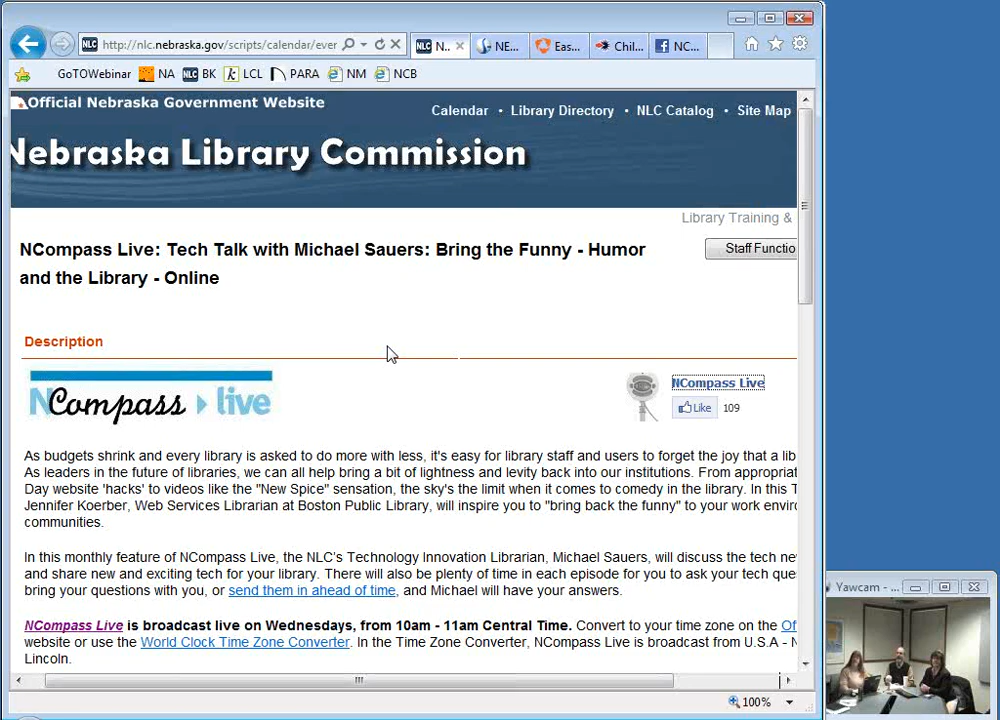 http://nlc.nebraska.gov/scripts/calendar/ever
NLC N..
NE...
Eas...
Chil...
NC...
GoTOWebinar NA NLC BK k LCL PARA NM NCB
Official Nebraska Government Website
Calendar • Library Directory • NLC Catalog • Site Map
Nebraska Library Commission
Library Training &
NCompass Live: Tech Talk with Michael Sauers: Bring the Funny - Humor
and the Library - Online
Staff Functio
Description
NCompass live
NCompass Live
Like 109
As budgets shrink and every library is asked to do more with less, it's easy for library staff and users to forget the joy that a lib
As leaders in the future of libraries, we can all help bring a bit of lightness and levity back into our institutions. From appropriat
Day website 'hacks' to videos like the "New Spice" sensation, the sky's the limit when it comes to comedy in the library. In this T
Jennifer Koerber, Web Services Librarian at Boston Public Library, will inspire you to "bring back the funny" to your work enviro
communities.
In this monthly feature of NCompass Live, the NLC's Technology Innovation Librarian, Michael Sauers, will discuss the tech ne
and share new and exciting tech for your library. There will also be plenty of time in each episode for you to ask your tech que
bring your questions with you, or send them in ahead of time, and Michael will have your answers.
NCompass Live is broadcast live on Wednesdays, from 10am - 11am Central Time. Convert to your time zone on the Of
website or use the World Clock Time Zone Converter. In the Time Zone Converter, NCompass Live is broadcast from U.S.A - N
Lincoln.
100%
Yawcam - ...